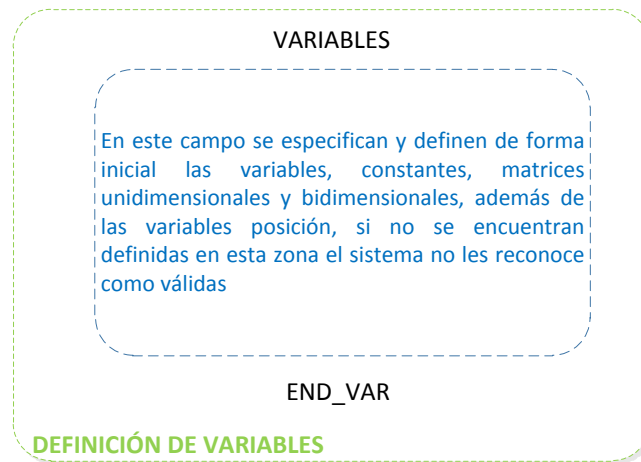 VARIABLES
En este campo se especifican y definen de forma
inicial las variables, constantes, matrices
unidimensionales y bidimensionales, además de
las variables posición, si no se encuentran
definidas en esta zona el sistema no les reconoce
como válidas
END_VAR
DEFINICIÓN DE VARIABLES